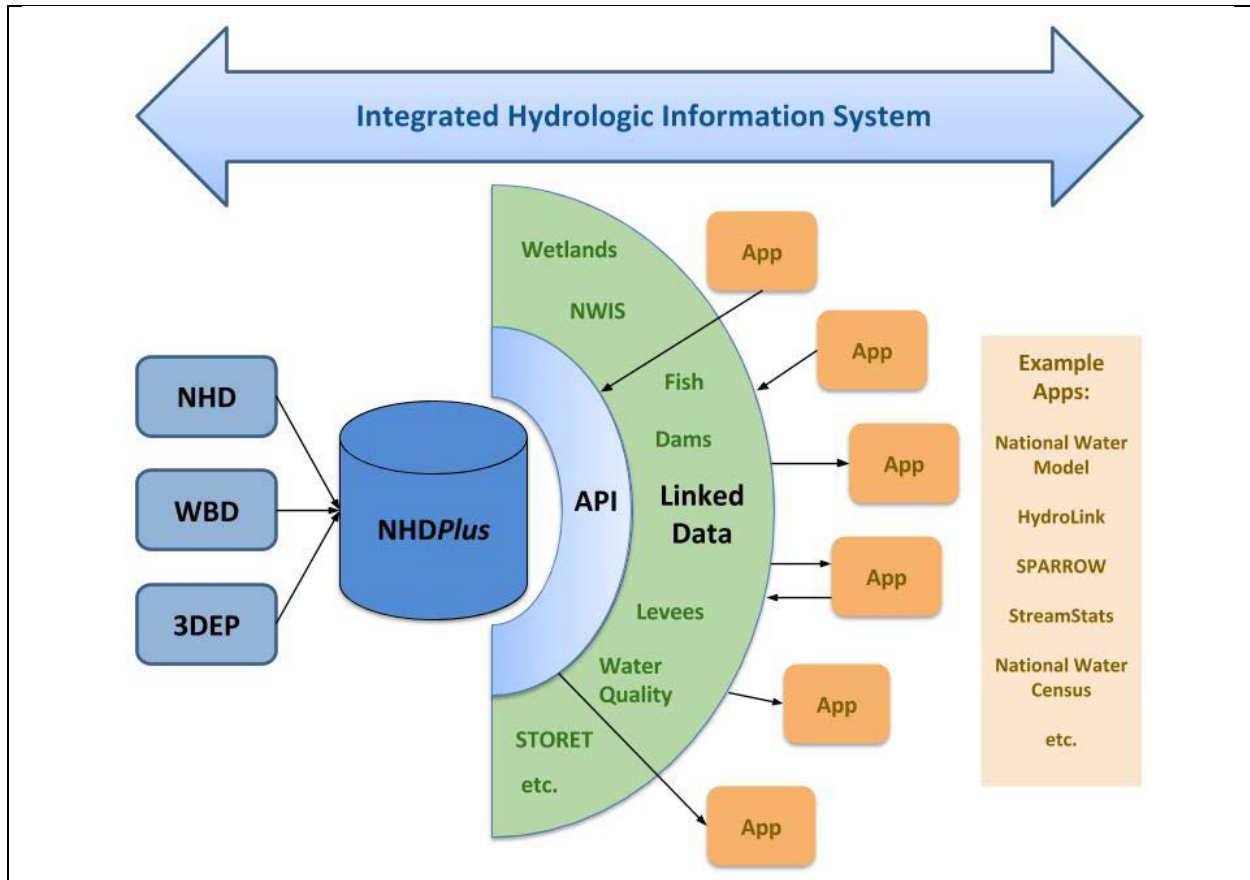 Integrated Hydrologic Information System
NHD
WBD
3DEP
NHDPlus
API
Wetlands
NWIS
Fish
Dams
Linked
Data
Levees
Water
Quality
STORET
etc.
App
App
App
App
App
App
Example
Apps:
National Water
Model
HydroLink
SPARROW
StreamStats
National Water
Census
etc.